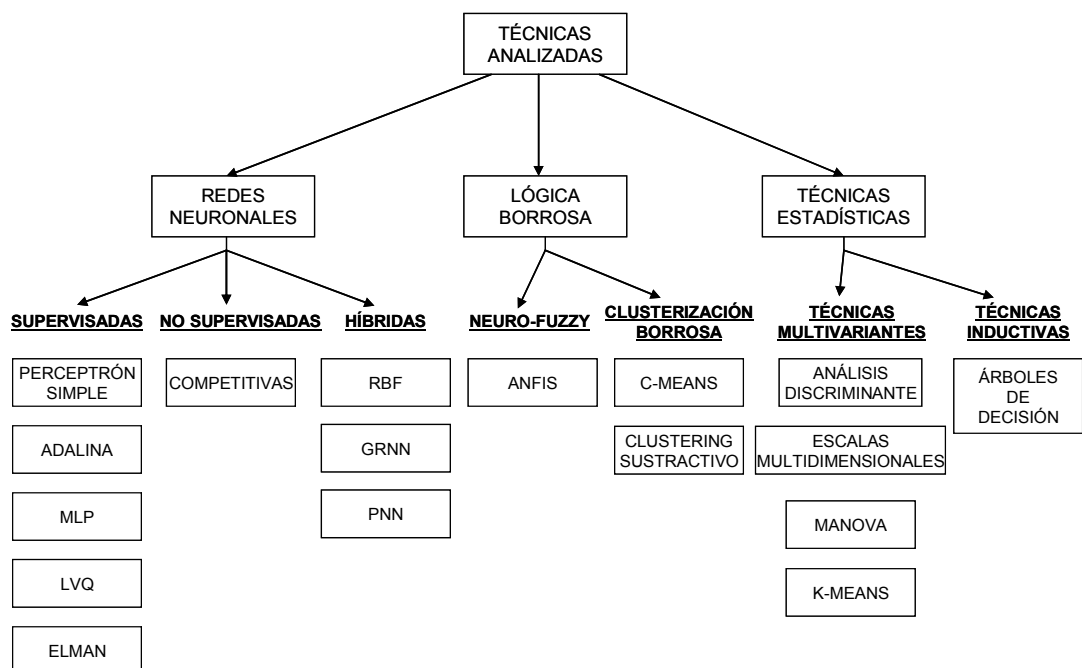 TÉCNICAS
ANALIZADAS
REDES
NEURONALES
LÓGICA
BORROSA
TÉCNICAS
ESTADÍSTICAS
SUPERVISADAS
NO SUPERVISADAS
HÍBRIDAS
NEURO-FUZZY
CLUSTERIZACIÓN
BORROSA
TÉCNICAS
MULTIVARIANTES
TÉCNICAS
INDUCTIVAS
PERCEPTRÓN
SIMPLE
COMPETITIVAS
RBF
ANFIS
C-MEANS
ANÁLISIS
DISCRIMINANTE
ÁRBOLES
DE
DECISIÓN
ADALINA
GRNN
CLUSTERING
SUSTRACTIVO
ESCALAS
MULTIDIMENSIONALES
MLP
PNN
MANOVA
LVQ
K-MEANS
ELMAN